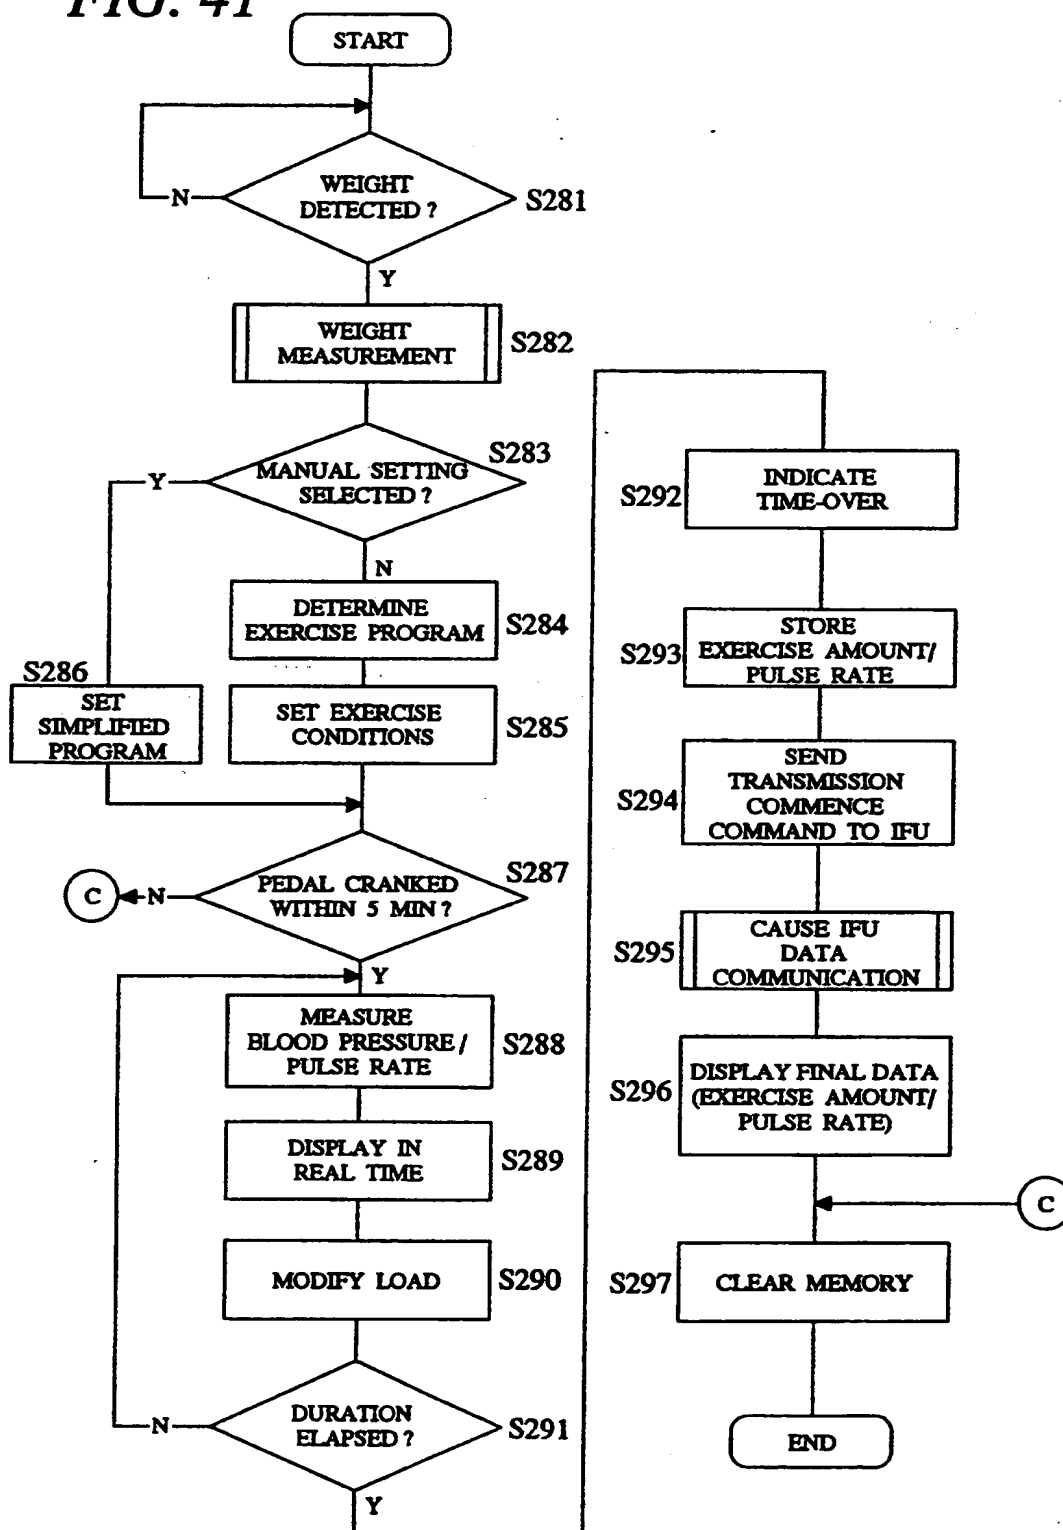 FIG. 41
START
WEIGHT
DETECTED ?
S281
N
Y
WEIGHT
MEASUREMENT
S282
S283
MANUAL SETTING
SELECTED ?
Y
N
DETERMINE
EXERCISE PROGRAM
S284
S286
SET
SIMPLIFIED
PROGRAM
SET EXERCISE
CONDITIONS
S285
S287
PEDAL CRANKED
WITHIN 5 MIN ?
N
C
Y
MEASURE
BLOOD PRESSURE /
PULSE RATE
S288
DISPLAY IN
REAL TIME
S289
MODIFY LOAD
S290
DURATION
ELAPSED ?
S291
N
Y
INDICATE
TIME-OVER
S292
STORE
EXERCISE AMOUNT/
PULSE RATE
S293
SEND
TRANSMISSION
COMMENCE
COMMAND TO IFU
S294
CAUSE IFU
DATA
COMMUNICATION
S295
DISPLAY FINAL DATA
(EXERCISE AMOUNT/
PULSE RATE)
S296
C
CLEAR MEMORY
S297
END